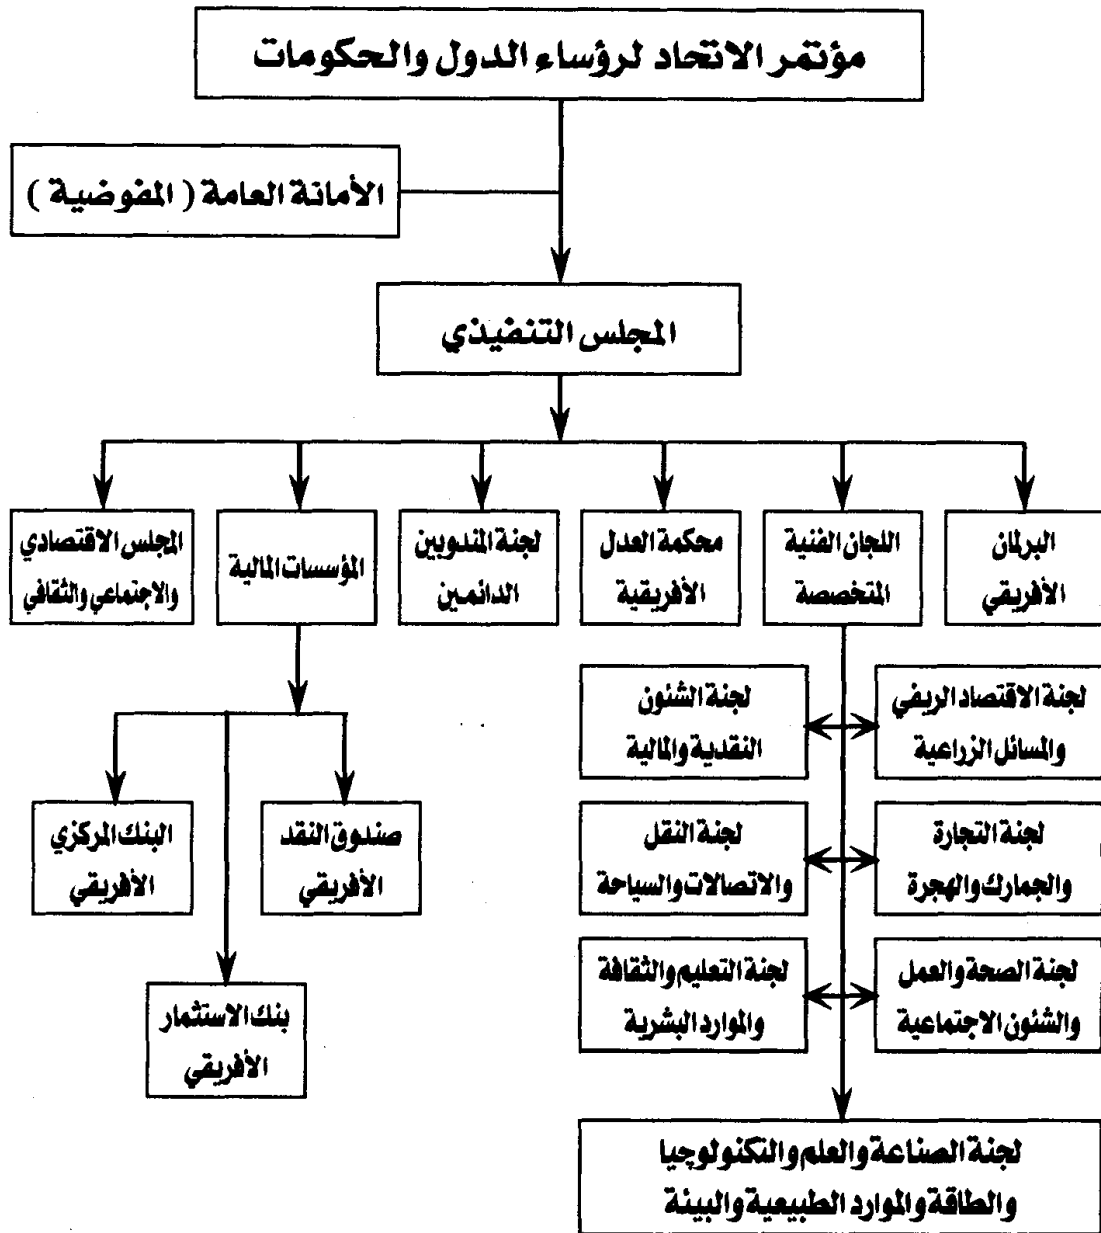 مؤتمر الاتحاد لرؤساء الدول والحكومات
الأمانة العامة ( المفوضية )
المجلس التنفيذي
البرلمان
الأفريقي
اللجان الفنية
المتخصصة
محكمة العدل
الأفريقية
لجنة المندوبين
الدائمين
المؤسسات المالية
المجلس الاقتصادي
والاجتماعي والثقافي
لجنة الاقتصاد الريفي
والمسائل الزراعية
لجنة الشئون
النقدية والمالية
لجنة التجارة
والجمارك والهجرة
لجنة النقل
والاتصالات والسياحة
لجنة الصحة والعمل
والشئون الاجتماعية
لجنة التعليم والثقافة
والموارد البشرية
لجنة الصناعة والعلم والتكنولوچيا
والطاقة والموارد الطبيعية والبيئة
صندوق النقد
الأفريقي
البنك المركزي
الأفريقي
بنك الاستثمار
الأفريقي